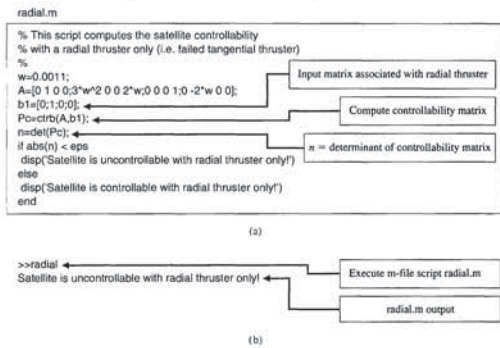 radial.m
% This script computes the satellite controllability
% with a radial thruster only (i.e. failed tangential thruster)
%
w=0.0011;
A=[0 1 0 0;3*w^2 0 0 2*w;0 0 0 1;0 -2*w 0 0];
Input matrix associated with radial thruster
b1=[0;1;0;0];
Pc=ctrb(A,b1);
Compute controllability matrix
n=det(Pc);
n = determinant of controllability matrix
if abs(n) < eps
disp('Satellite is uncontrollable with radial thruster only!')
else
disp('Satellite is controllable with radial thruster only!')
end
(a)
>>radial
Execute m-file script radial.m
Satellite is uncontrollable with radial thruster only!
radial.m output
(b)